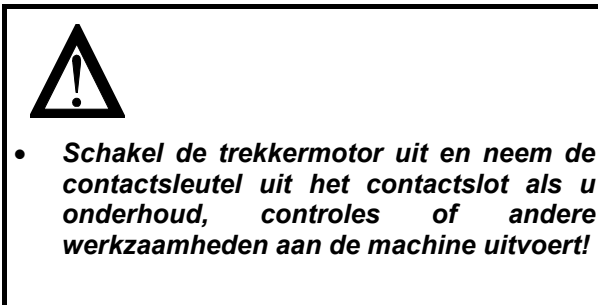 • Schakel de trekkermotor uit en neem de
contactsleutel uit het contactslot als u
onderhoud, controles of andere
werkzaamheden aan de machine uitvoert!